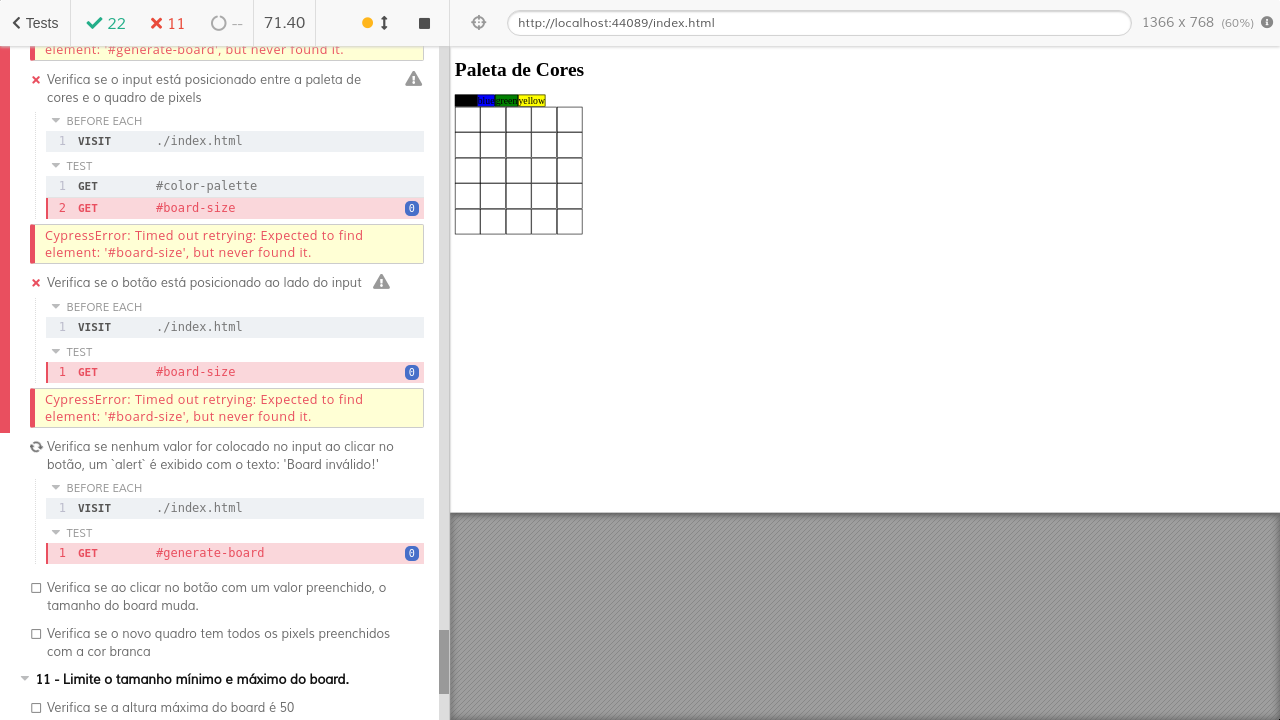 Tests 22 11 -- 71.40 http://localhost:44089/index.html 1366 x 768 (60%)
element: '#generate-board', but never found it.
Verifica se o input está posicionado entre a paleta de
cores e o quadro de pixels
BEFORE EACH
1 VISIT ./index.html
TEST
1 GET #color-palette
2 GET #board-size 0
CypressError: Timed out retrying: Expected to find
element: '#board-size', but never found it.
Verifica se o botão está posicionado ao lado do input
BEFORE EACH
1 VISIT ./index.html
TEST
1 GET #board-size 0
CypressError: Timed out retrying: Expected to find
element: '#board-size', but never found it.
Verifica se nenhum valor for colocado no input ao clicar no
botão, um `alert` é exibido com o texto: 'Board inválido!'
BEFORE EACH
1 VISIT ./index.html
TEST
1 GET #generate-board 0
Verifica se ao clicar no botão com um valor preenchido, o
tamanho do board muda.
Verifica se o novo quadro tem todos os pixels preenchidos
com a cor branca
11 - Limite o tamanho mínimo e máximo do board.
Verifica se a altura máxima do board é 50
Paleta de Cores
green yellow